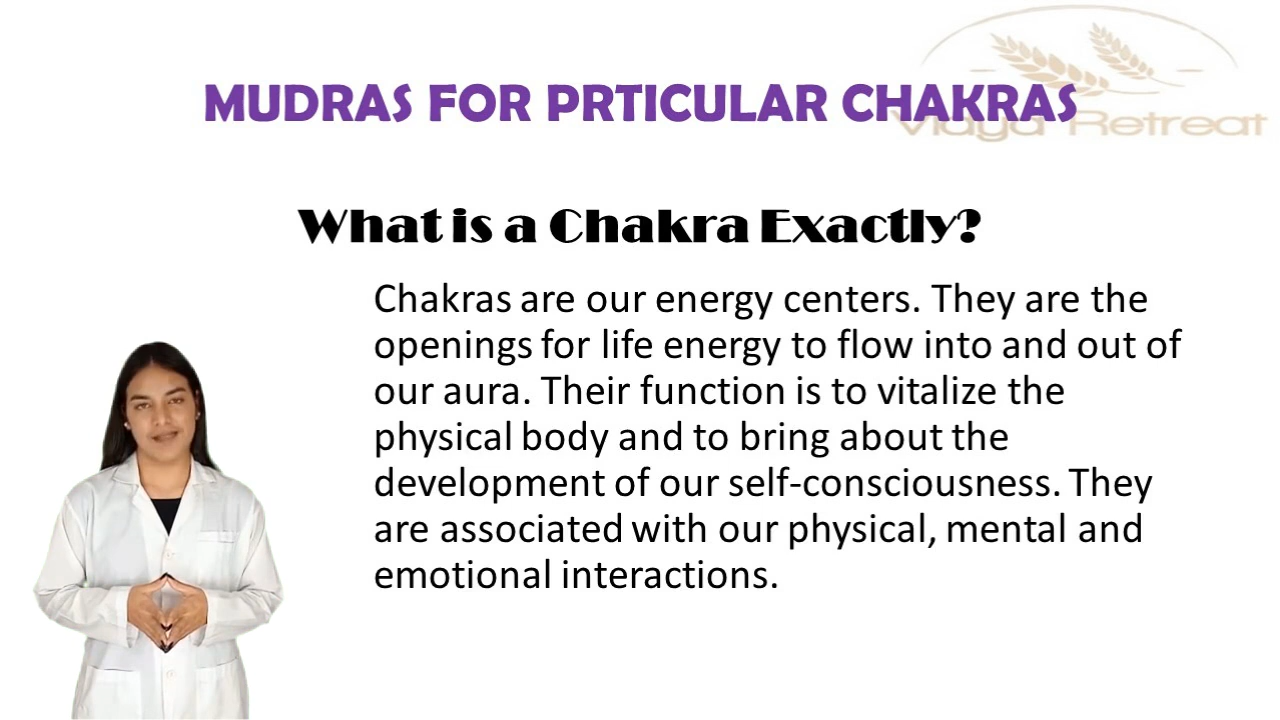 MUDRAS FOR PRTICULAR CHAKRAS
Retreat
What is a Chakra Exactly?
Chakras are our energy centers. They are the
openings for life energy to flow into and out of
our aura. Their function is to vitalize the
physical body and to bring about the
development of our self-consciousness. They
are associated with our physical, mental and
emotional interactions.